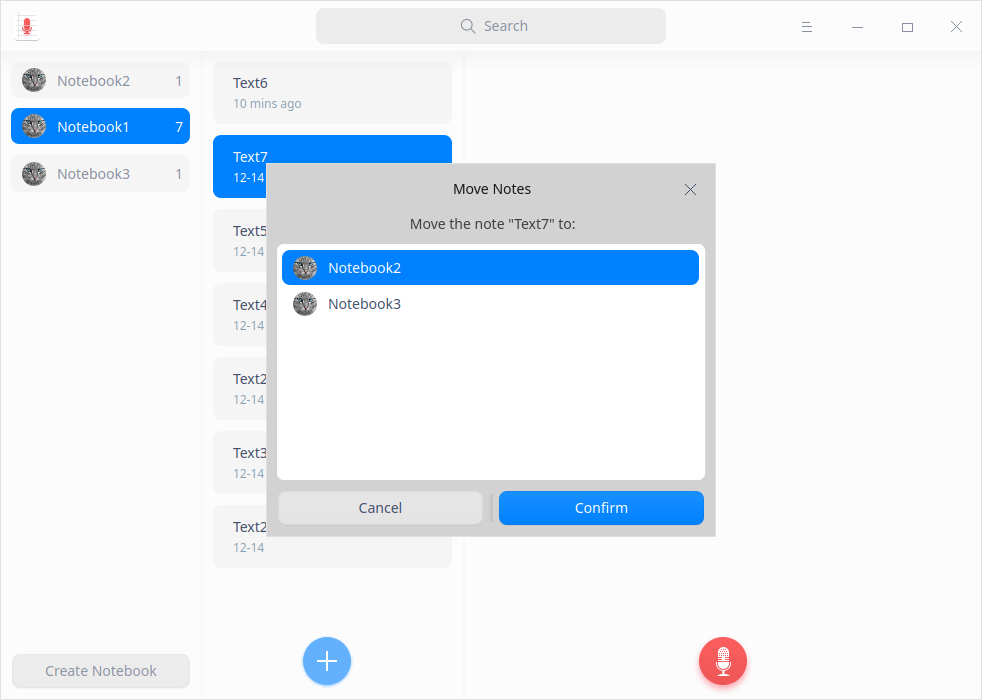 Search
Notebook2 1
Notebook1 7
Notebook3 1
Create Notebook
Text6
10 mins ago
Text7
12-14
Text5
12-14
Text4
12-14
Text2
12-14
Text3
12-14
Text2
12-14
Move Notes
Move the note "Text7" to:
Notebook2
Notebook3
Cancel
Confirm